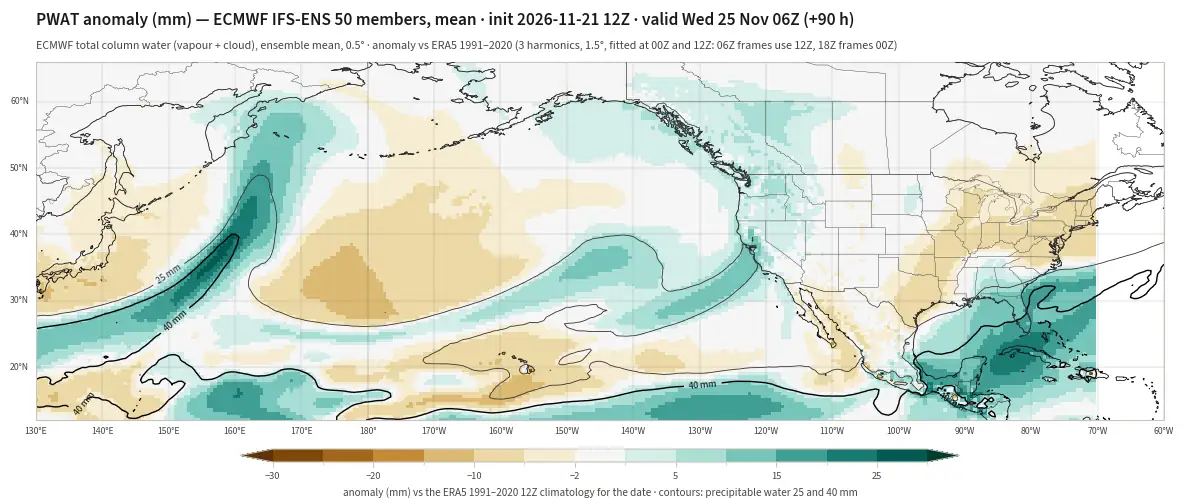 PWAT anomaly (mm) — ECMWF IFS-ENS 50 members, mean · init 2026-11-21 12Z · valid Wed 25 Nov 06Z (+90 h)
ECMWF total column water (vapour + cloud), ensemble mean, 0.5° · anomaly vs ERA5 1991–2020 (3 harmonics, 1.5°, fitted at 00Z and 12Z: 06Z frames use 12Z, 18Z frames 00Z)
60°N
50°N
40°N
30°N
20°N
25 mm
40 mm
40 mm
40 mm
130°E 140°E 150°E 160°E 170°E 180° 170°W 160°W 150°W 140°W 130°W 120°W 110°W 100°W 90°W 80°W 70°W 60°W
−30 −20 −10 −2 5 15 25
anomaly (mm) vs the ERA5 1991–2020 12Z climatology for the date · contours: precipitable water 25 and 40 mm